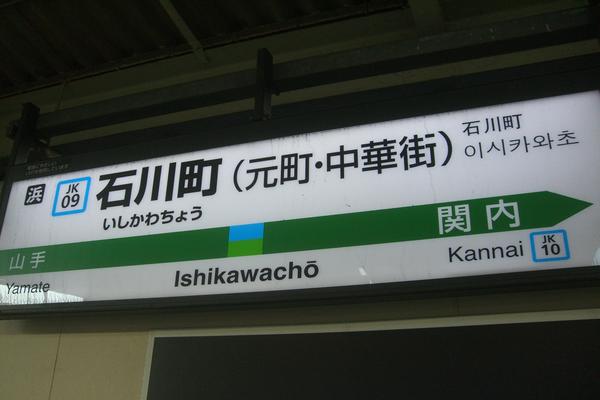 浜
JK
09
石川町（元町・中華街）
いしかわちょう
石川町
이시카와초
山手
Yamate
Ishikawachō
関内
Kannai
JK
10